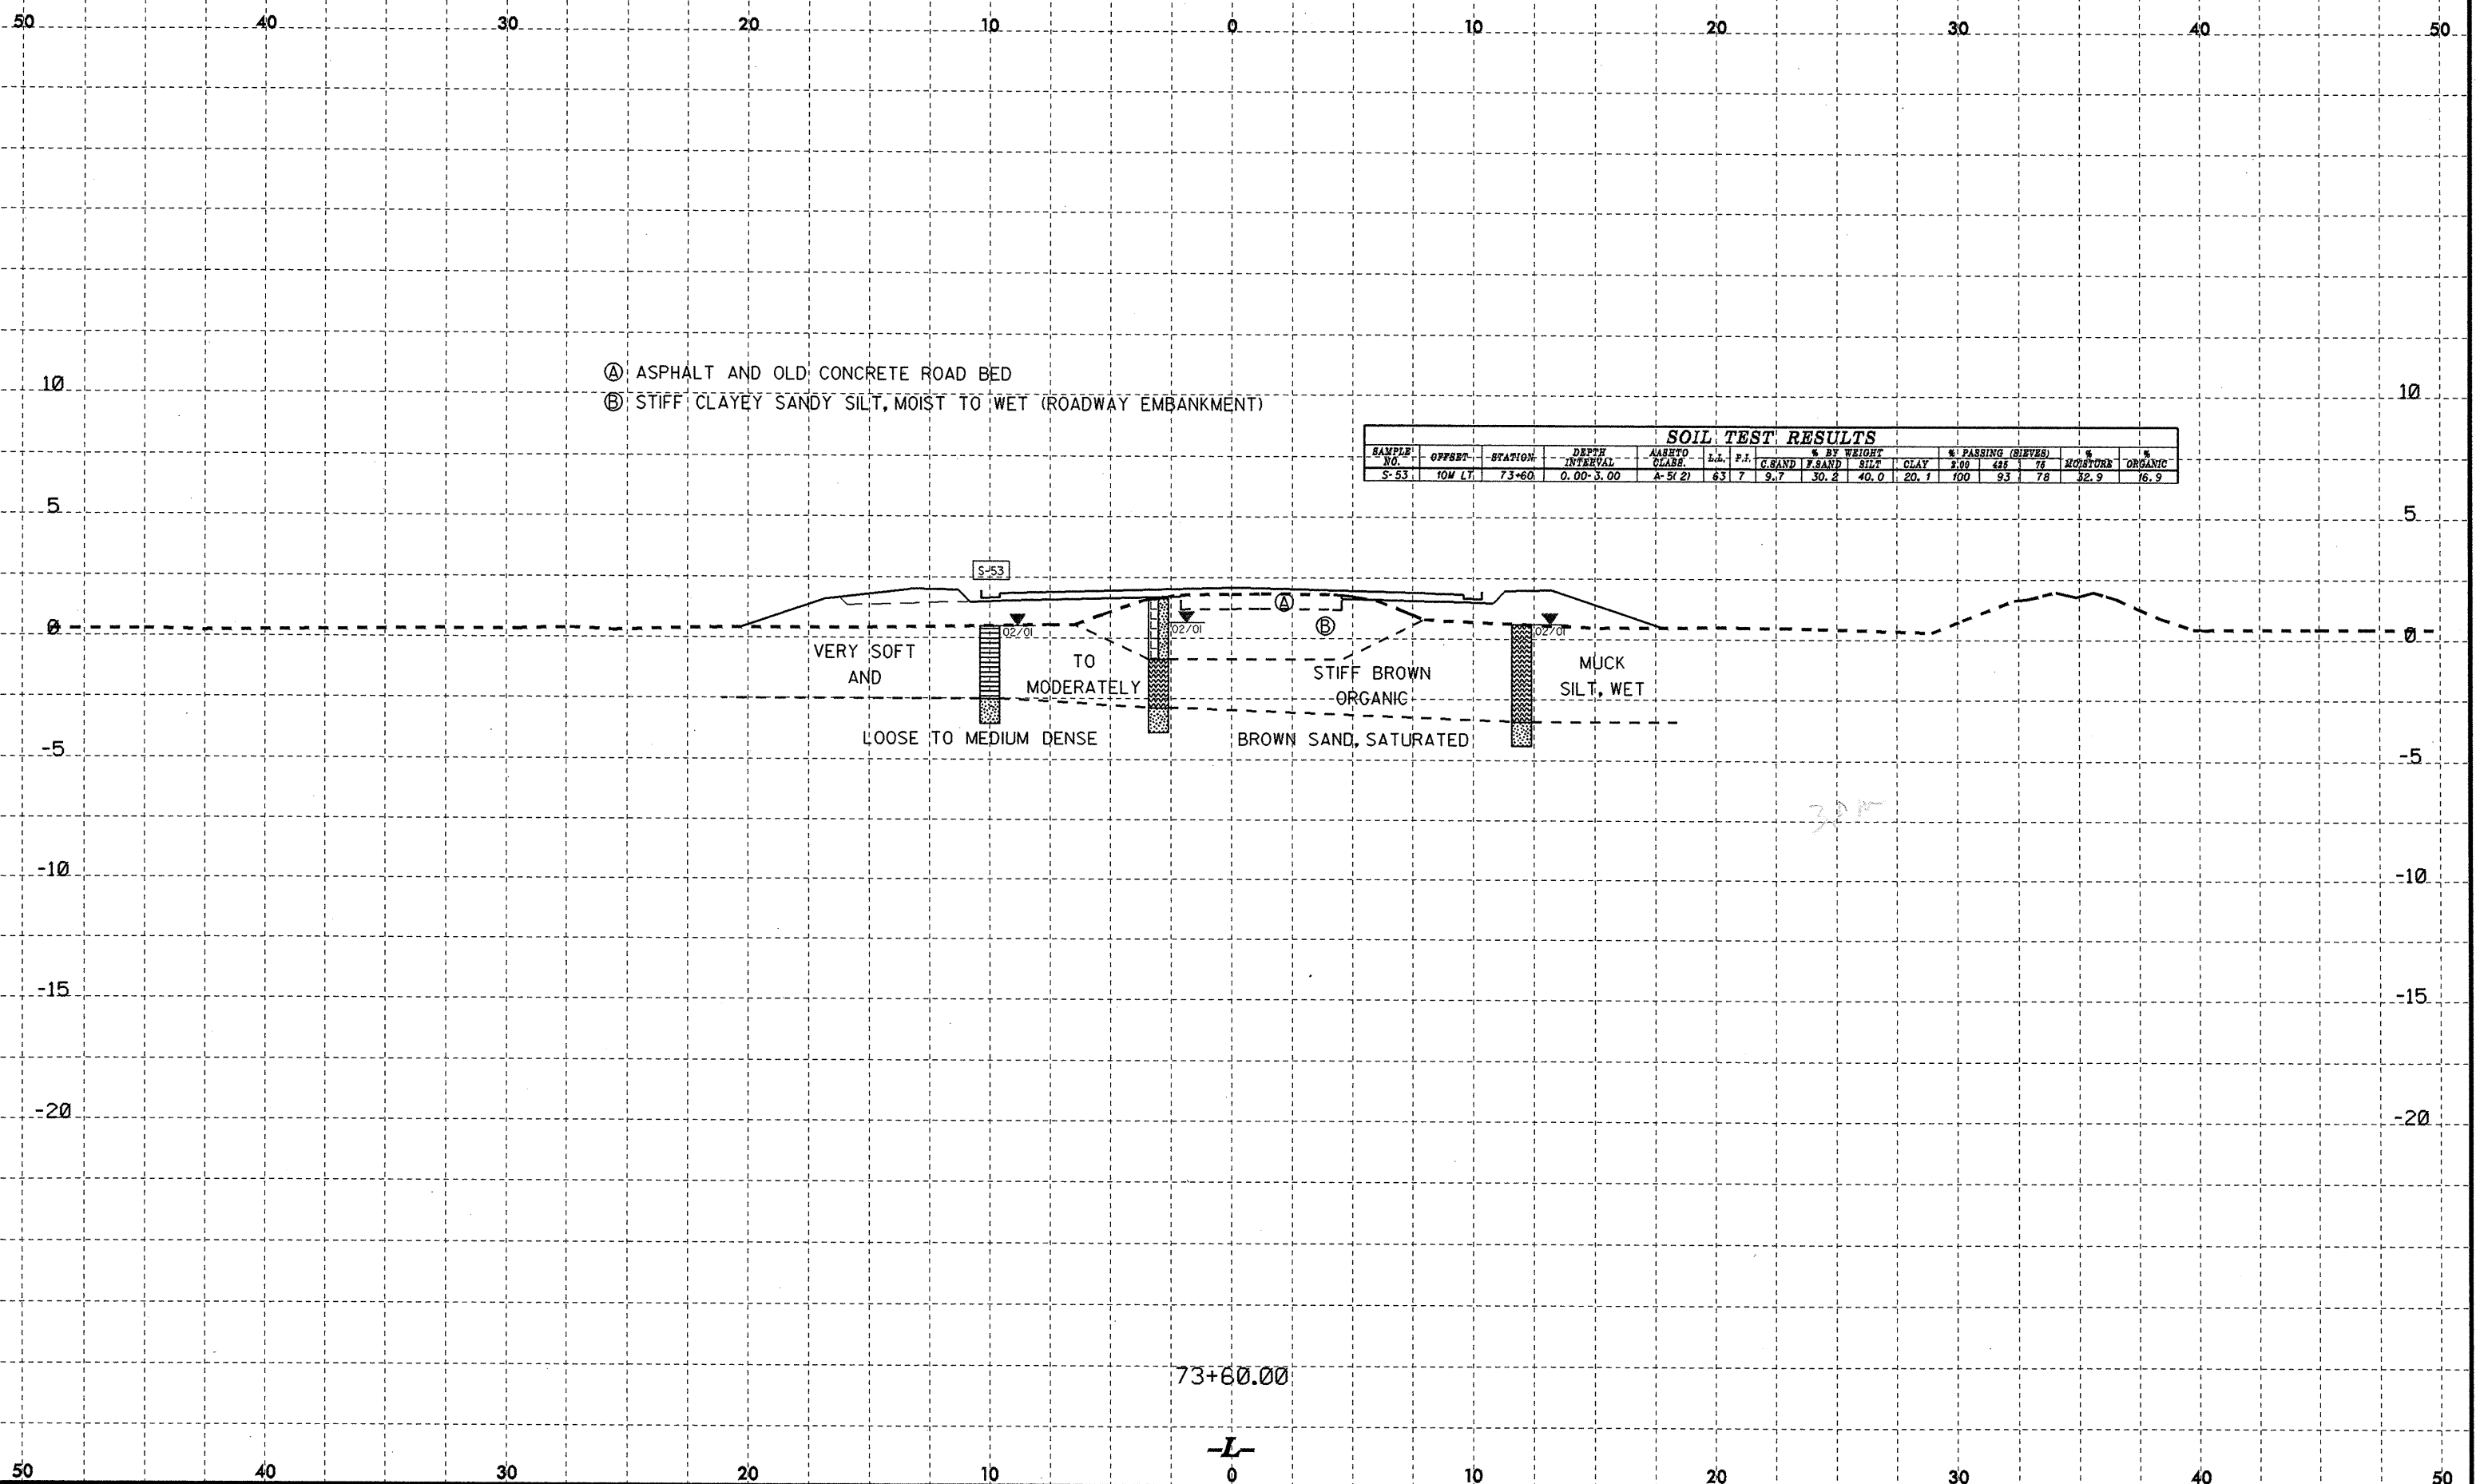 50 40 30 20 10 0 10 20 30 40 50
Ⓐ ASPHALT AND OLD CONCRETE ROAD BED
10 10
Ⓑ STIFF CLAYEY SANDY SILT, MOIST TO WET (ROADWAY EMBANKMENT)
SOIL TEST RESULTS
SAMPLE NO. OFFSET STATION DEPTH INTERVAL AASHTO CLASS. L.L. P.I. % BY WEIGHT % PASSING (SIEVES) % MOISTURE % ORGANIC
C.SAND F.SAND SILT CLAY 2.00 425 75
S-53 10M LT 73+60 0.00-3.00 A-5(2) 63 7 9.7 30.2 40.0 20.1 100 93 78 32.9 16.9
5 5
S-53
A
0 02/01 02/01 B 02/01 0
VERY SOFT TO STIFF BROWN MUCK
AND MODERATELY ORGANIC SILT, WET
LOOSE TO MEDIUM DENSE BROWN SAND, SATURATED
-5 -5
-10 -10
-15 -15
-20 -20
73+60.00
-L-
50 40 30 20 10 0 10 20 30 40 50